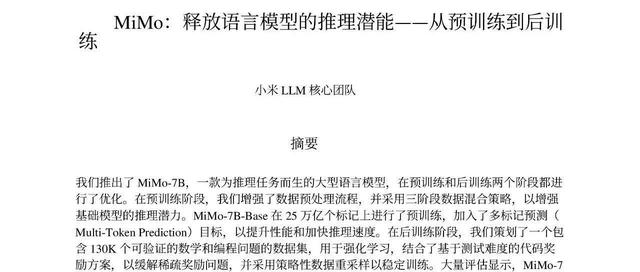 MiMo：释放语言模型的推理潜能——从预训练到后训
练
小米 LLM 核心团队
摘要
我们推出了 MiMo-7B，一款为推理任务而生的大型语言模型，在预训练和后训练两个阶段都进
行了优化。在预训练阶段，我们增强了数据预处理流程，并采用三阶段数据混合策略，以增强
基础模型的推理潜力。MiMo-7B-Base 在 25 万亿个标记上进行了预训练，加入了多标记预测（
Multi-Token Prediction）目标，以提升性能和加快推理速度。在后训练阶段，我们策划了一个包
含 130K 个可验证的数学和编程问题的数据集，用于强化学习，结合了基于测试难度的代码奖
励方案，以缓解稀疏奖励问题，并采用策略性数据重采样以稳定训练。大量评估显示，MiMo-7